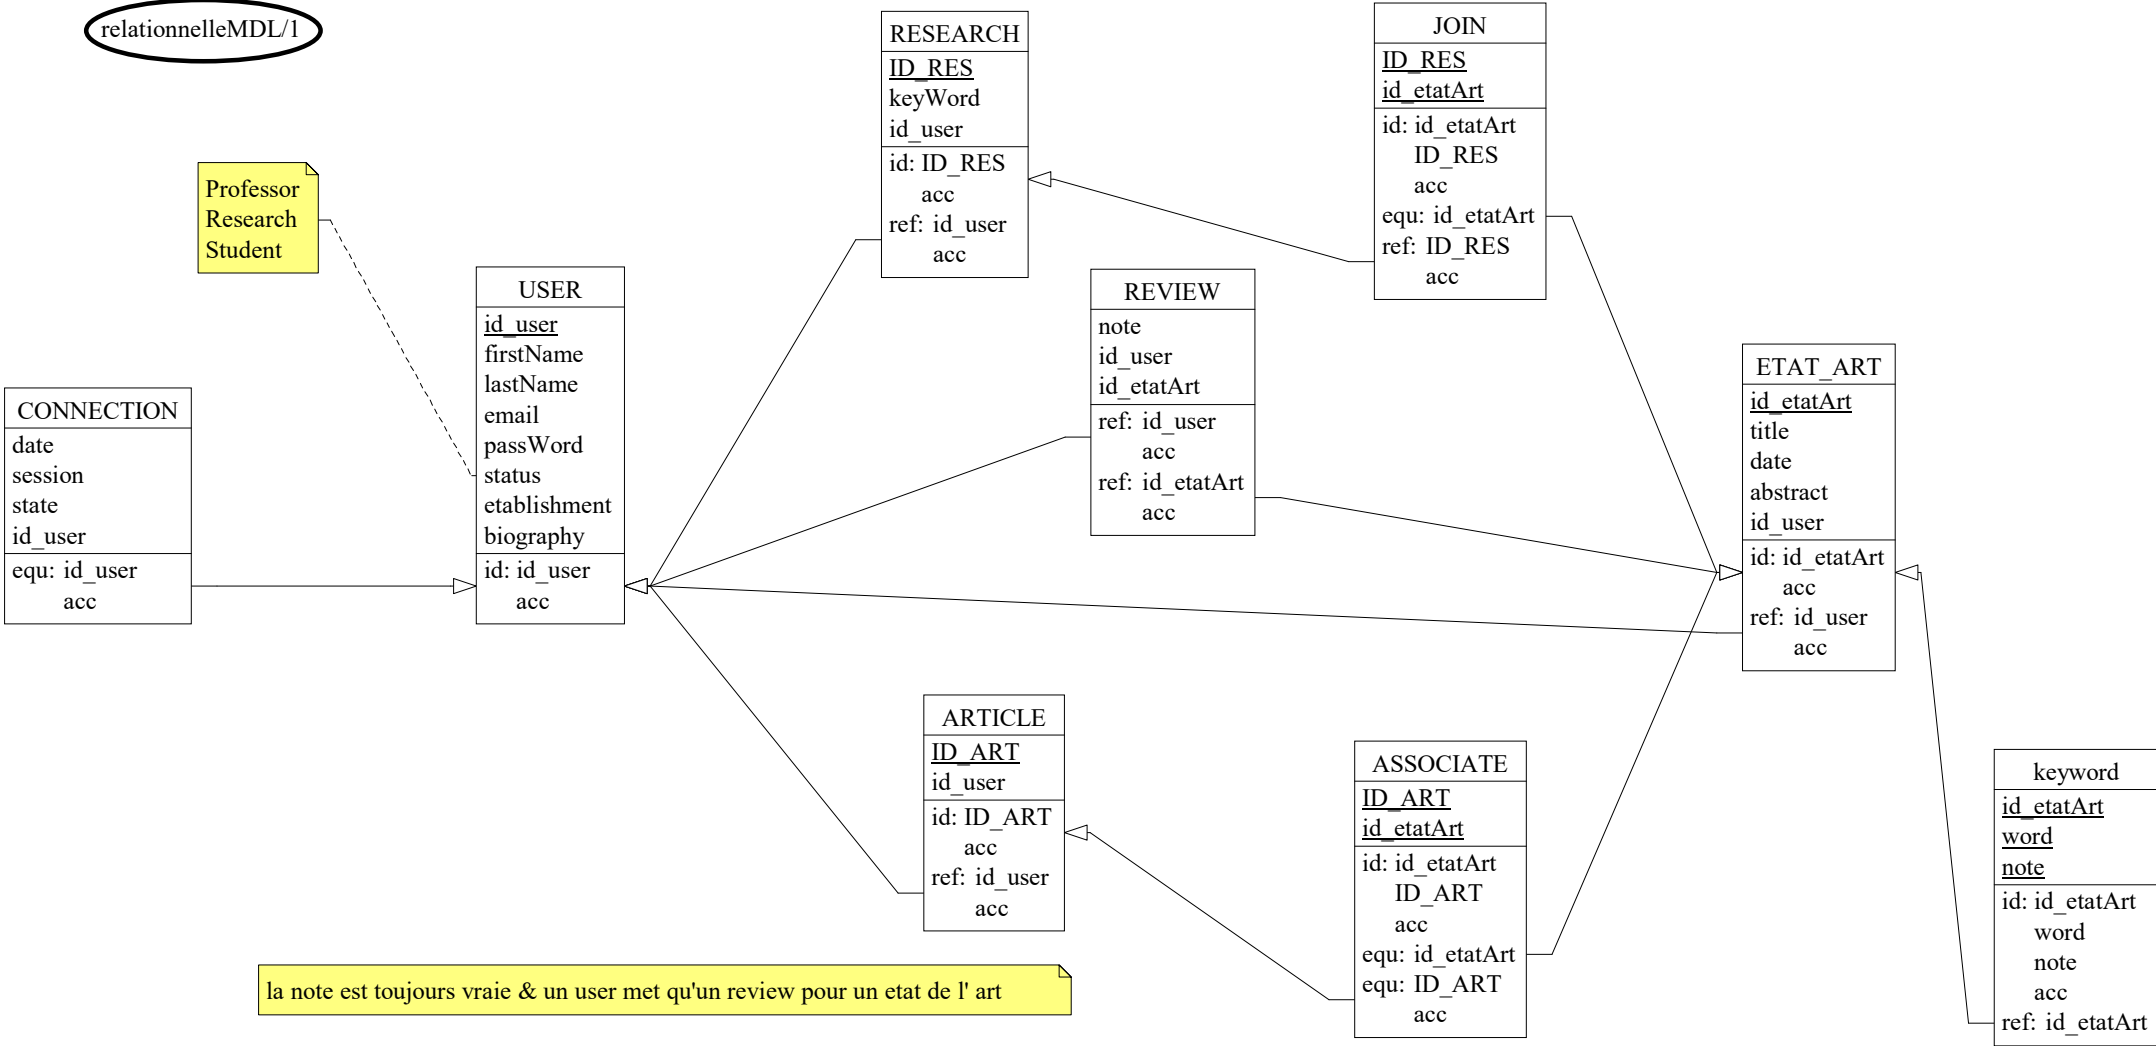 relationnelleMDL/1
Professor
Research
Student
CONNECTION
date
session
state
id_user
equ: id_user
acc
USER
id_user
firstName
lastName
email
passWord
status
etablishment
biography
id: id_user
acc
RESEARCH
ID_RES
keyWord
id_user
id: ID_RES
acc
ref: id_user
acc
JOIN
ID_RES
id_etatArt
id: id_etatArt
ID_RES
acc
equ: id_etatArt
ref: ID_RES
acc
REVIEW
note
id_user
id_etatArt
ref: id_user
acc
ref: id_etatArt
acc
ETAT_ART
id_etatArt
title
date
abstract
id_user
id: id_etatArt
acc
ref: id_user
acc
ARTICLE
ID_ART
id_user
id: ID_ART
acc
ref: id_user
acc
ASSOCIATE
ID_ART
id_etatArt
id: id_etatArt
ID_ART
acc
equ: id_etatArt
equ: ID_ART
acc
keyword
id_etatArt
word
note
id: id_etatArt
word
note
acc
ref: id_etatArt
la note est toujours vraie & un user met qu'un review pour un etat de l' art